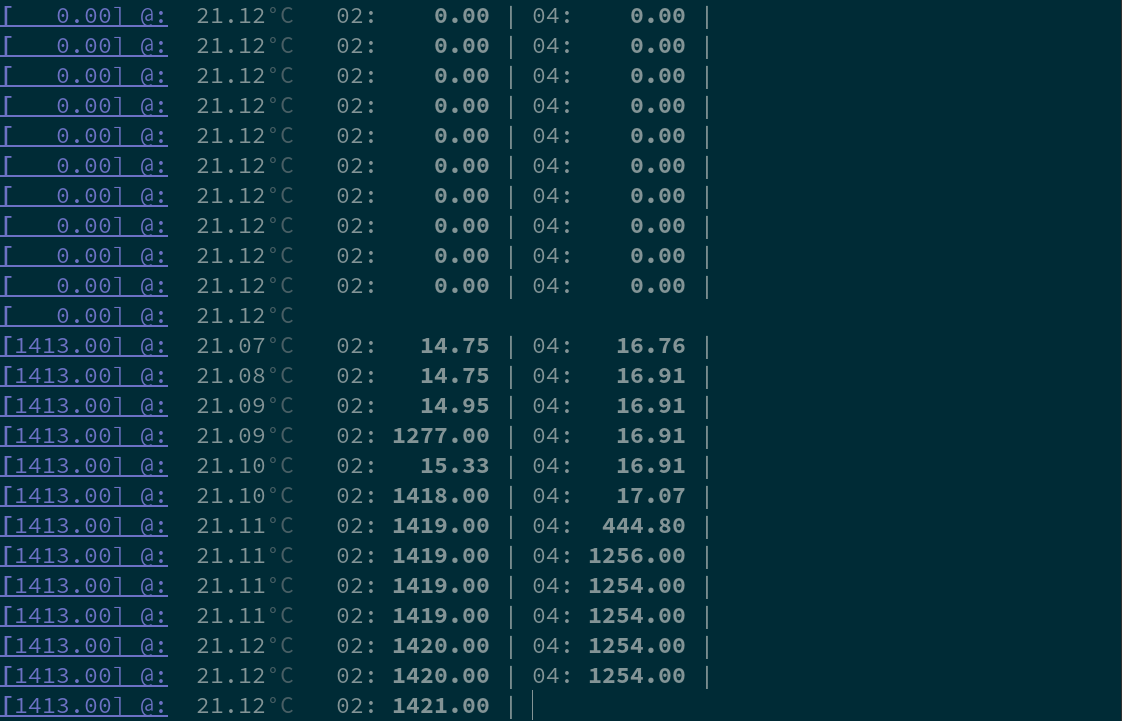 [   0.00] @:  21.12°C   02:    0.00 | 04:    0.00 |
[   0.00] @:  21.12°C   02:    0.00 | 04:    0.00 |
[   0.00] @:  21.12°C   02:    0.00 | 04:    0.00 |
[   0.00] @:  21.12°C   02:    0.00 | 04:    0.00 |
[   0.00] @:  21.12°C   02:    0.00 | 04:    0.00 |
[   0.00] @:  21.12°C   02:    0.00 | 04:    0.00 |
[   0.00] @:  21.12°C   02:    0.00 | 04:    0.00 |
[   0.00] @:  21.12°C   02:    0.00 | 04:    0.00 |
[   0.00] @:  21.12°C   02:    0.00 | 04:    0.00 |
[   0.00] @:  21.12°C   02:    0.00 | 04:    0.00 |
[   0.00] @:  21.12°C
[1413.00] @:  21.07°C   02:   14.75 | 04:   16.76 |
[1413.00] @:  21.08°C   02:   14.75 | 04:   16.91 |
[1413.00] @:  21.09°C   02:   14.95 | 04:   16.91 |
[1413.00] @:  21.09°C   02: 1277.00 | 04:   16.91 |
[1413.00] @:  21.10°C   02:   15.33 | 04:   16.91 |
[1413.00] @:  21.10°C   02: 1418.00 | 04:   17.07 |
[1413.00] @:  21.11°C   02: 1419.00 | 04:  444.80 |
[1413.00] @:  21.11°C   02: 1419.00 | 04: 1256.00 |
[1413.00] @:  21.11°C   02: 1419.00 | 04: 1254.00 |
[1413.00] @:  21.11°C   02: 1419.00 | 04: 1254.00 |
[1413.00] @:  21.12°C   02: 1420.00 | 04: 1254.00 |
[1413.00] @:  21.12°C   02: 1420.00 | 04: 1254.00 |
[1413.00] @:  21.12°C   02: 1421.00 |